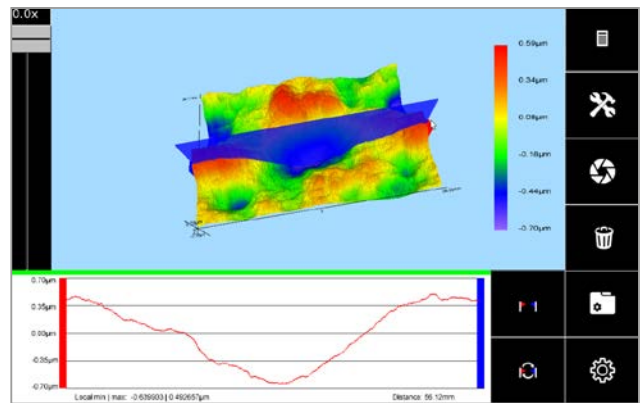 0.0x
0.59µm
0.34µm
0.08µm
-0.18µm
-0.44µm
-0.70µm
0.70µm
0.35µm
0.00µm
-0.35µm
-0.70µm
Local min | max: -0.639903 | 0.492657µm
Distance: 56.12mm